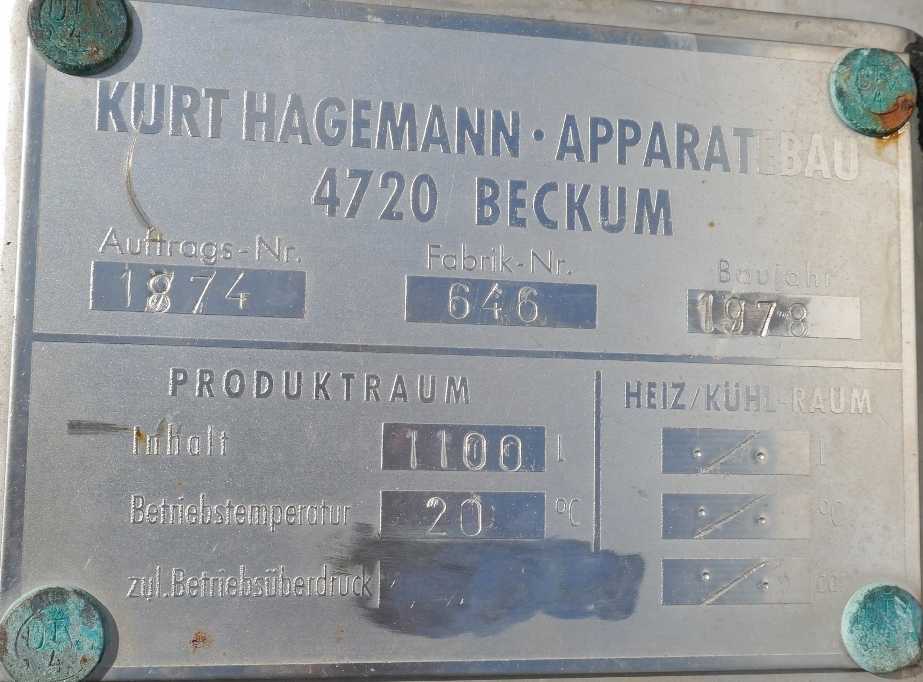 KURT HAGEMANN · APPARATEBAU
4720 BECKUM
Auftrags-Nr. Fabrik-Nr. Baujahr
1874 646 1978
PRODUKTRAUM HEIZ/KÜHL-RAUM
Inhalt 1100 l ·/· l
Betriebstemperatur 20 °C ·/· °C
zul. Betriebsüberdruck ·/·